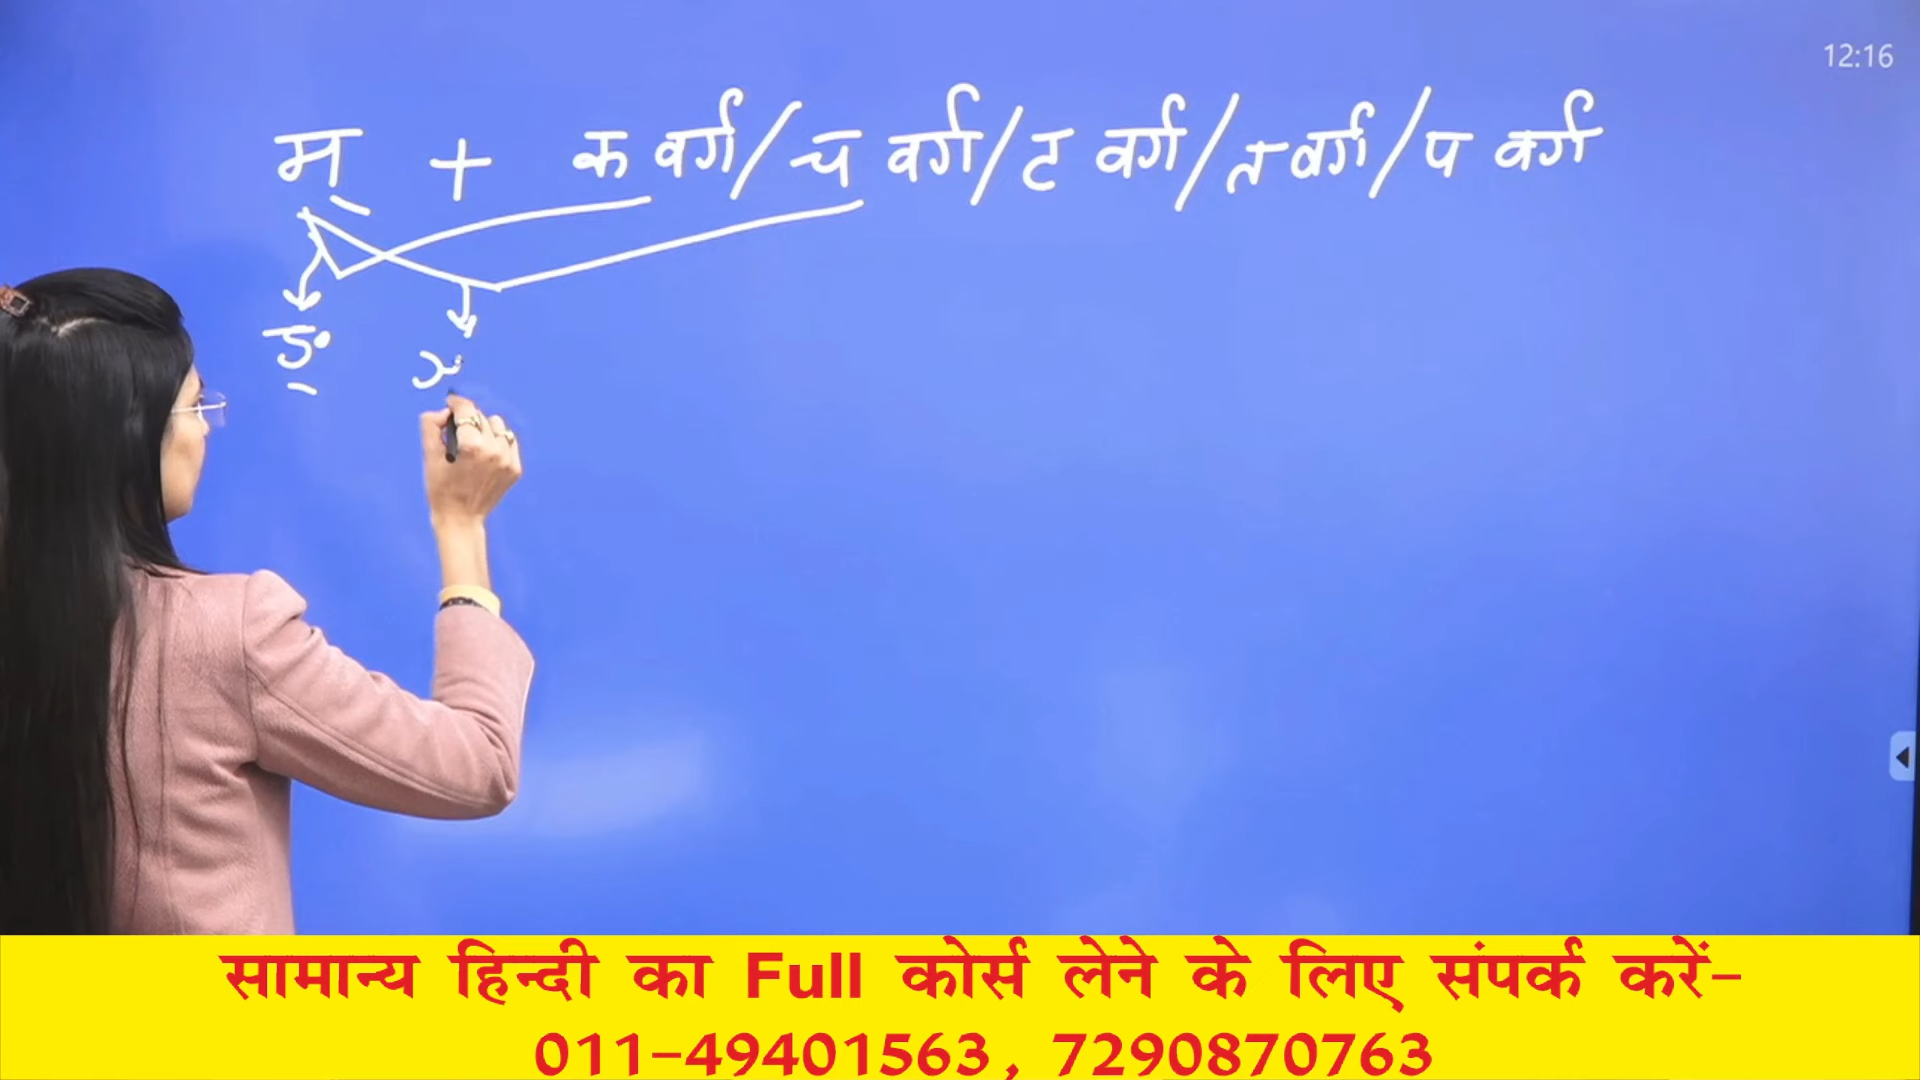 12:16
म् + क वर्ग/च वर्ग/ट वर्ग/त वर्ग/प वर्ग
ङ्
सामान्य हिन्दी का Full कोर्स लेने के लिए संपर्क करें-
011-49401563, 7290870763